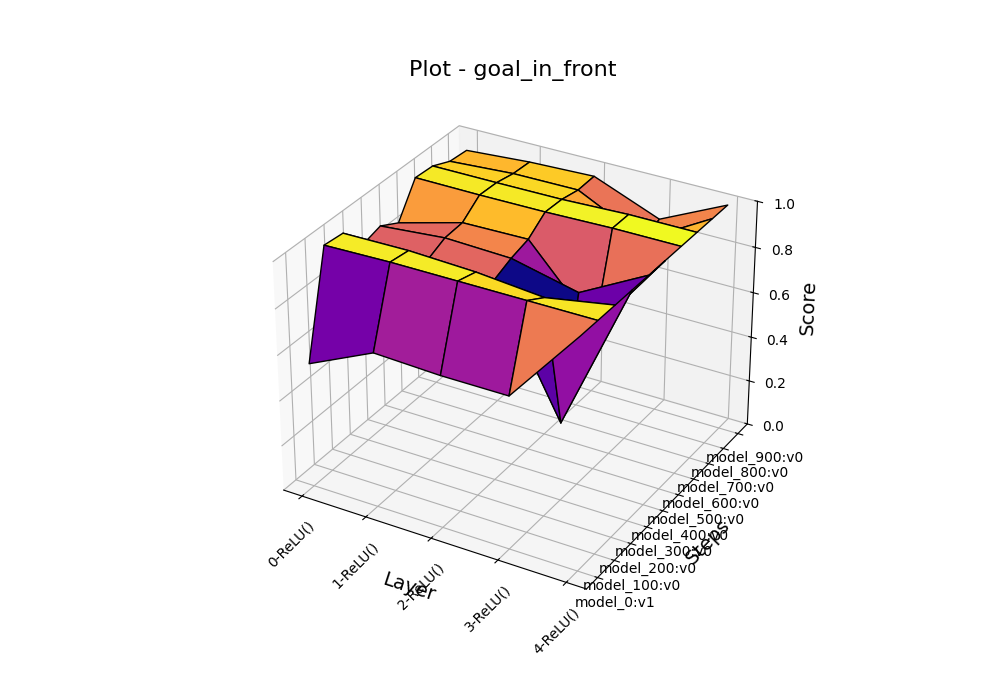 Plot - goal_in_front
1.0
0.8
0.6
0.4
0.2
0.0
Score
model_900:v0
model_800:v0
model_700:v0
model_600:v0
model_500:v0
model_400:v0
model_300:v0
model_200:v0
model_100:v0
model_0:v1
Steps
0-ReLU()
1-ReLU()
2-ReLU()
3-ReLU()
4-ReLU()
Layer